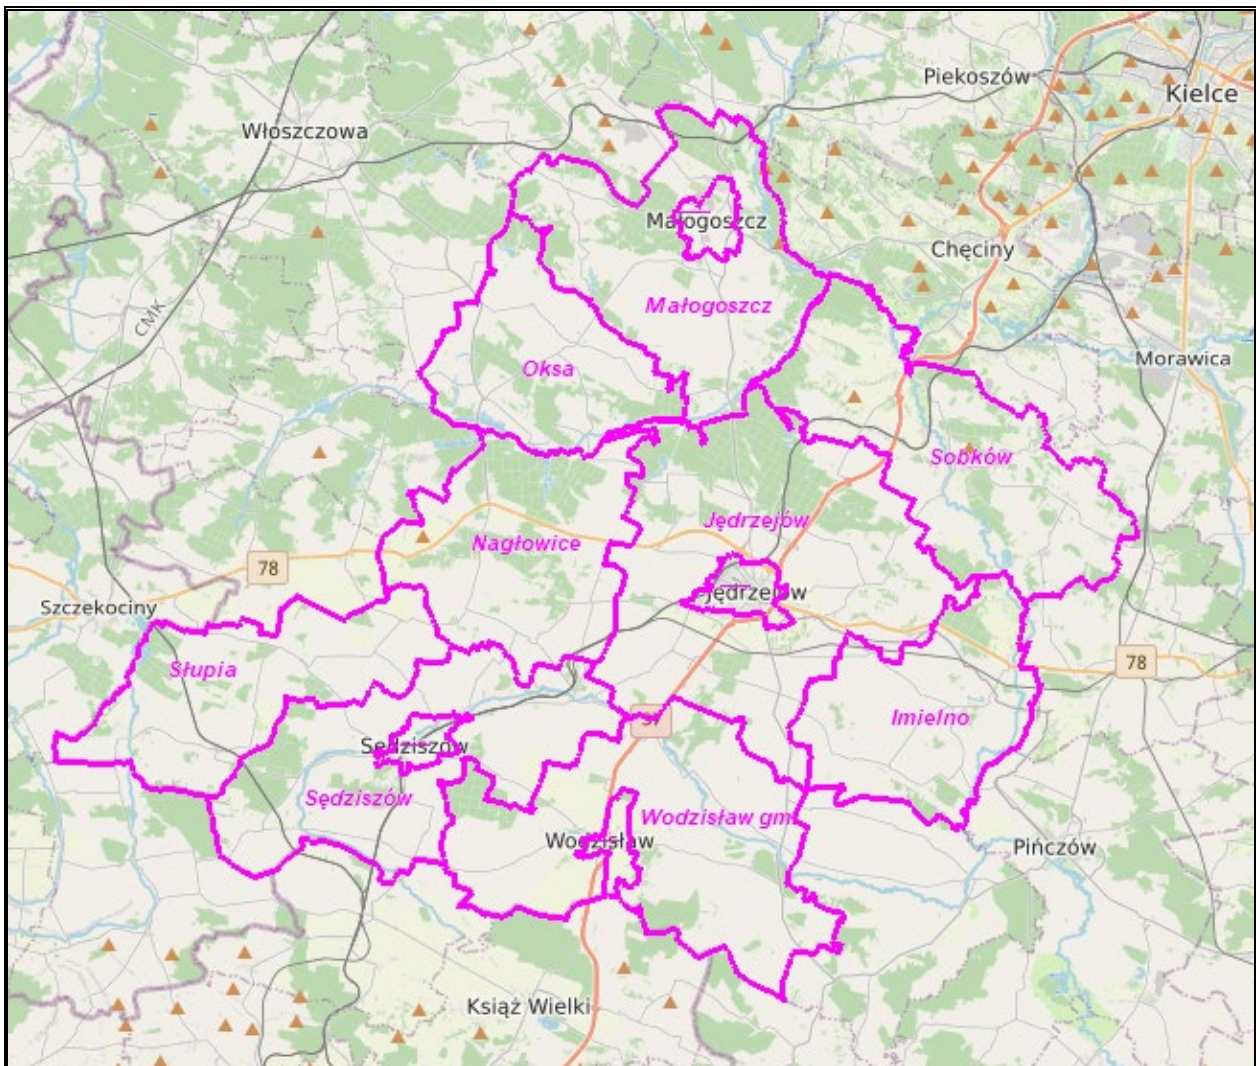 Piekoszów
Kielce
Włoszczowa
Małogoszcz
Chęciny
Małogoszcz
CMK
Morawica
Oksa
Sobków
Jędrzejów
Nagłowice
78
Jędrzejów
Szczekociny
78
Słupia
Imielno
S7
Sędziszów
Sędziszów
Wodzisław gm.
Wodzisław
Pińczów
Książ Wielki